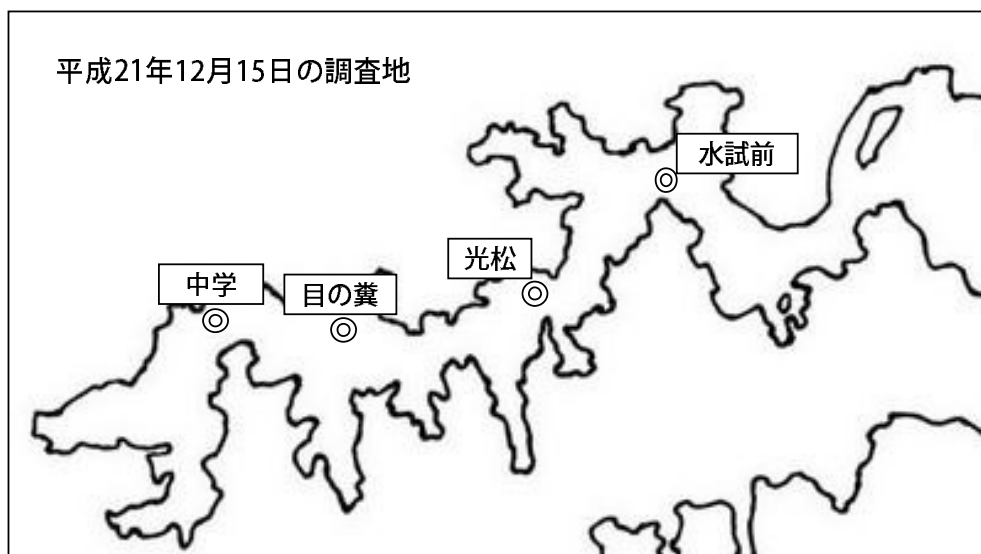 平成21年12月15日の調査地
水試前
光松
中学
目の糞